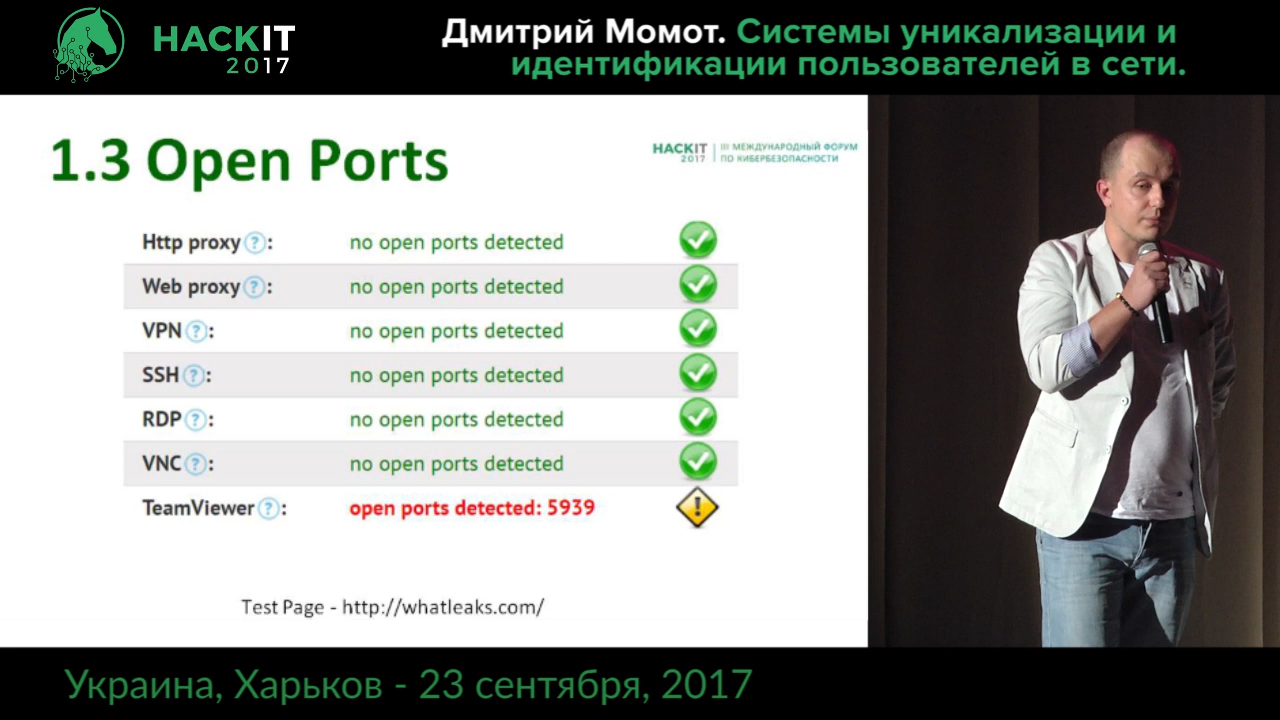 HACKIT
2017
Дмитрий Момот. Системы уникализации и
идентификации пользователей в сети.
1.3 Open Ports
HACKIT
2017
III МЕЖДУНАРОДНЫЙ ФОРУМ
ПО КИБЕРБЕЗОПАСНОСТИ
Http proxy ?: no open ports detected
Web proxy ?: no open ports detected
VPN ?: no open ports detected
SSH ?: no open ports detected
RDP ?: no open ports detected
VNC ?: no open ports detected
TeamViewer ?: open ports detected: 5939
Test Page - http://whatleaks.com/
Украина, Харьков - 23 сентября, 2017